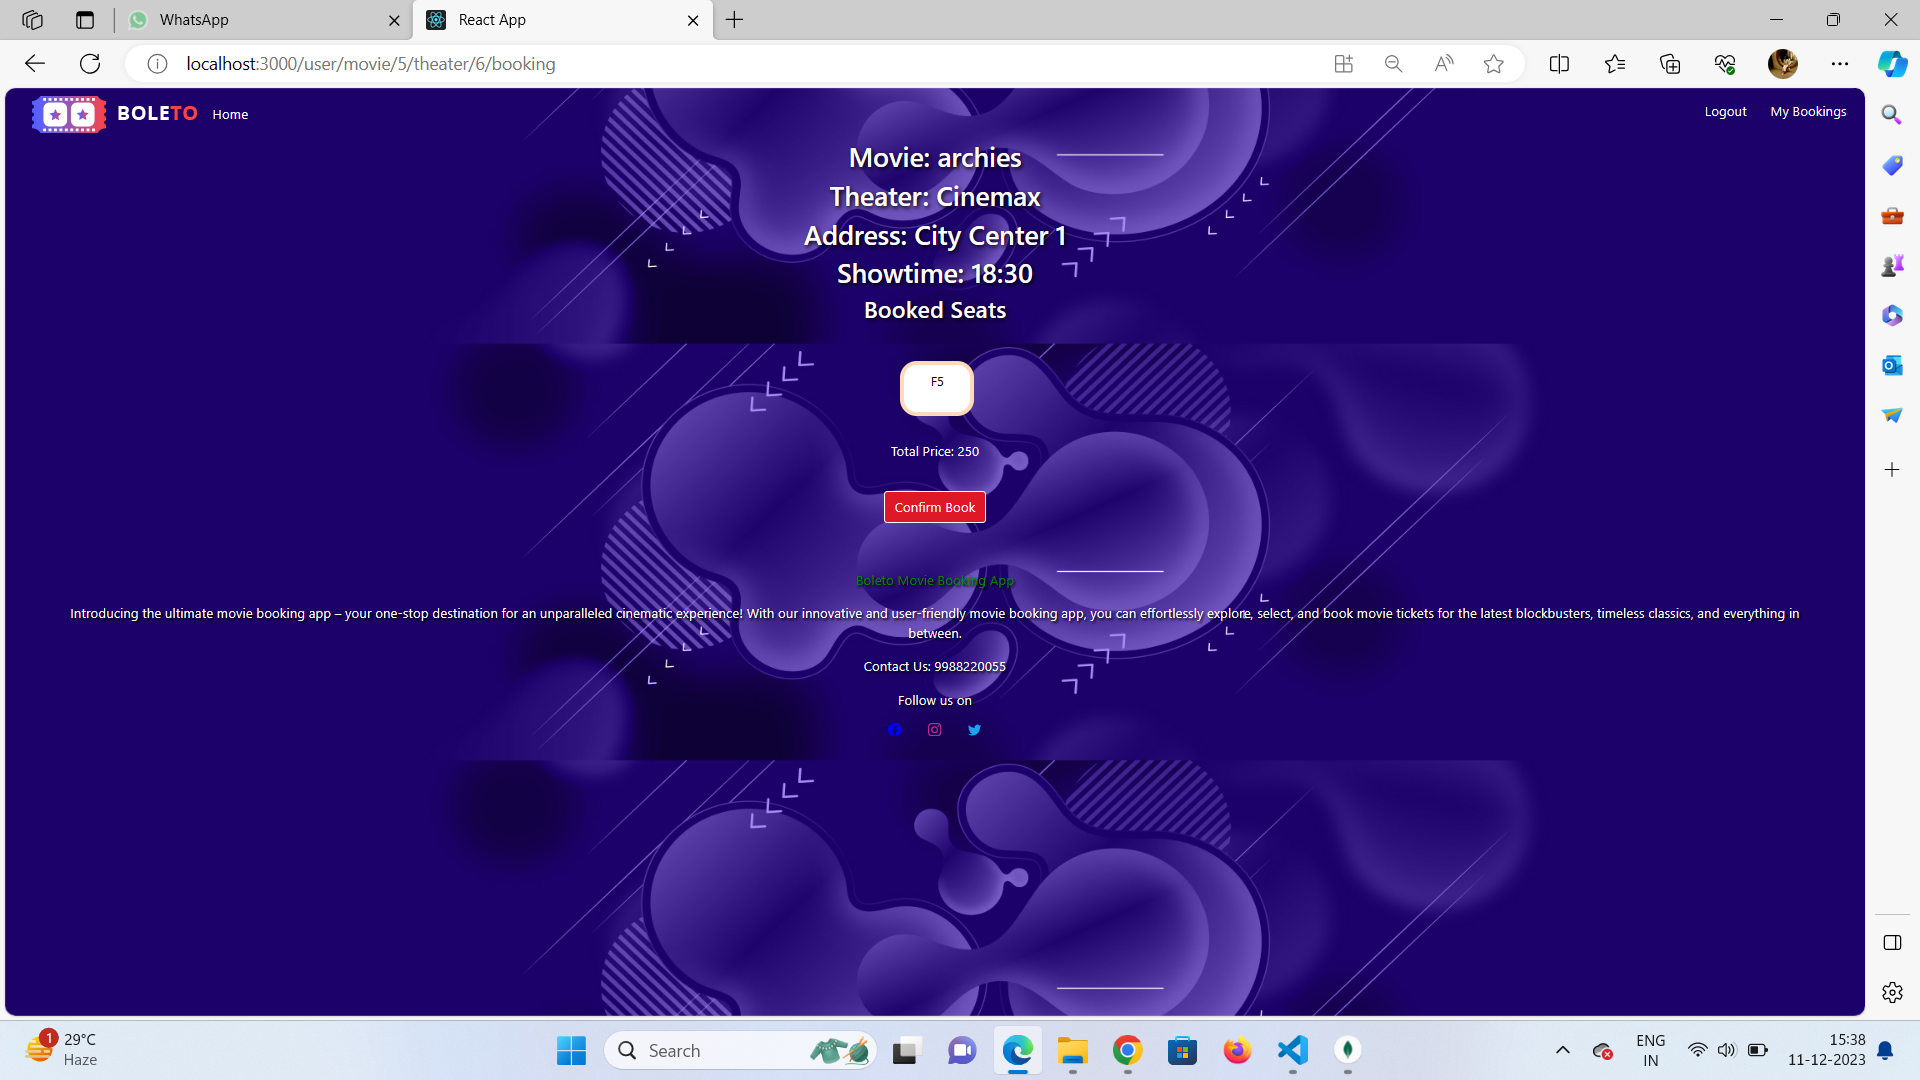 WhatsApp
React App
localhost:3000/user/movie/5/theater/6/booking
BOLETO
Home
Logout
My Bookings
Movie: archies
Theater: Cinemax
Address: City Center 1
Showtime: 18:30
Booked Seats
F5
Total Price: 250
Confirm Book
Boleto Movie Booking App
Introducing the ultimate movie booking app – your one-stop destination for an unparalleled cinematic experience! With our innovative and user-friendly movie booking app, you can effortlessly explore, select, and book movie tickets for the latest blockbusters, timeless classics, and everything in
between.
Contact Us: 9988220055
Follow us on
1
29°C
Haze
Search
ENG
IN
15:38
11-12-2023